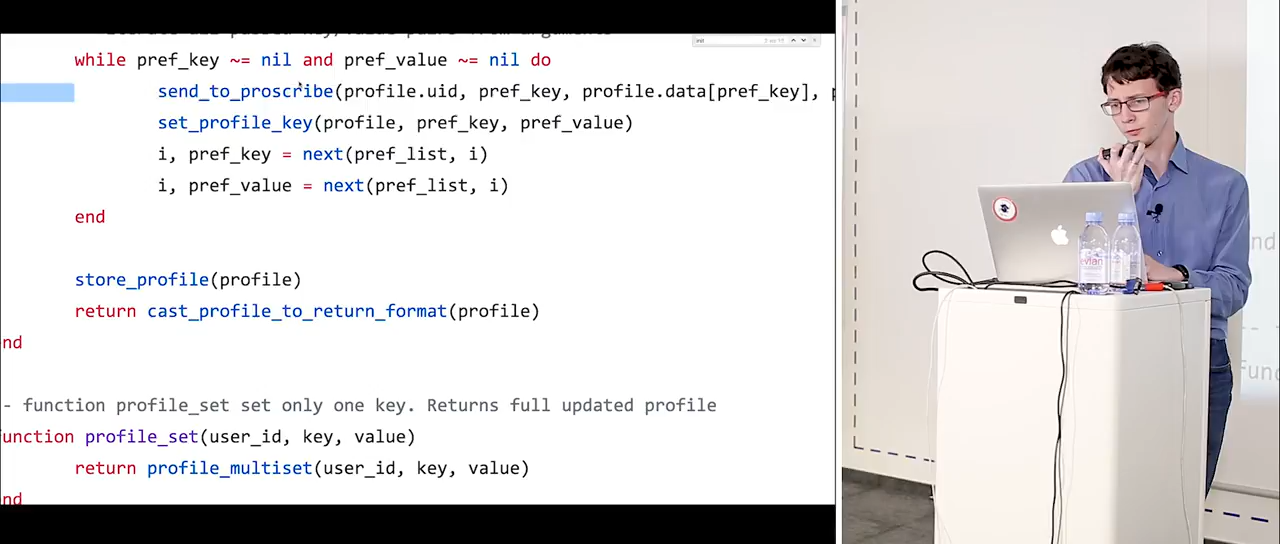 while pref_key ~= nil and pref_value ~= nil do
send_to_proscribe(profile.uid, pref_key, profile.data[pref_key], p
set_profile_key(profile, pref_key, pref_value)
i, pref_key = next(pref_list, i)
i, pref_value = next(pref_list, i)
end
store_profile(profile)
return cast_profile_to_return_format(profile)
nd
- function profile_set set only one key. Returns full updated profile
unction profile_set(user_id, key, value)
return profile_multiset(user_id, key, value)
nd
init
evian